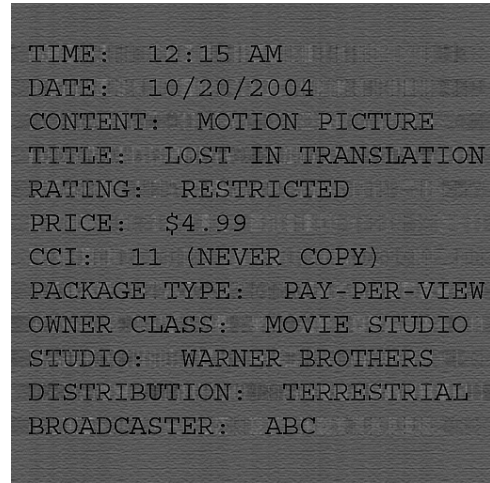 TIME: 12:15 AM
DATE: 10/20/2004
CONTENT: MOTION PICTURE
TITLE: LOST IN TRANSLATION
RATING: RESTRICTED
PRICE: $4.99
CCI: 11 (NEVER COPY)
PACKAGE TYPE: PAY-PER-VIEW
OWNER CLASS: MOVIE STUDIO
STUDIO: WARNER BROTHERS
DISTRIBUTION: TERRESTRIAL
BROADCASTER: ABC